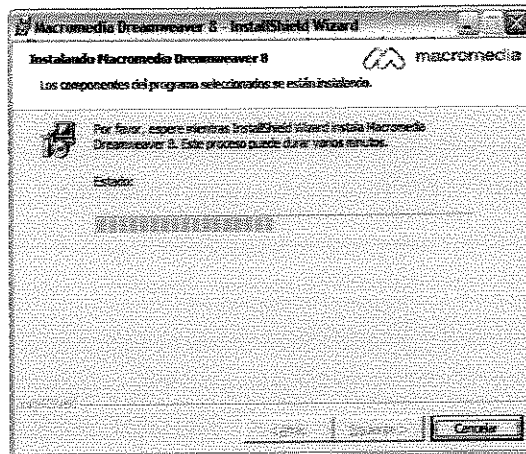 Macromedia Dreamweaver 8 - InstallShield Wizard
Instalando Macromedia Dreamweaver 8
macromedia
Los componentes del programa seleccionados se están instalando.
Por favor, espere mientras InstallShield Wizard instala Macromedia
Dreamweaver 8. Este proceso puede durar varios minutos.
Estado:
Cancelar